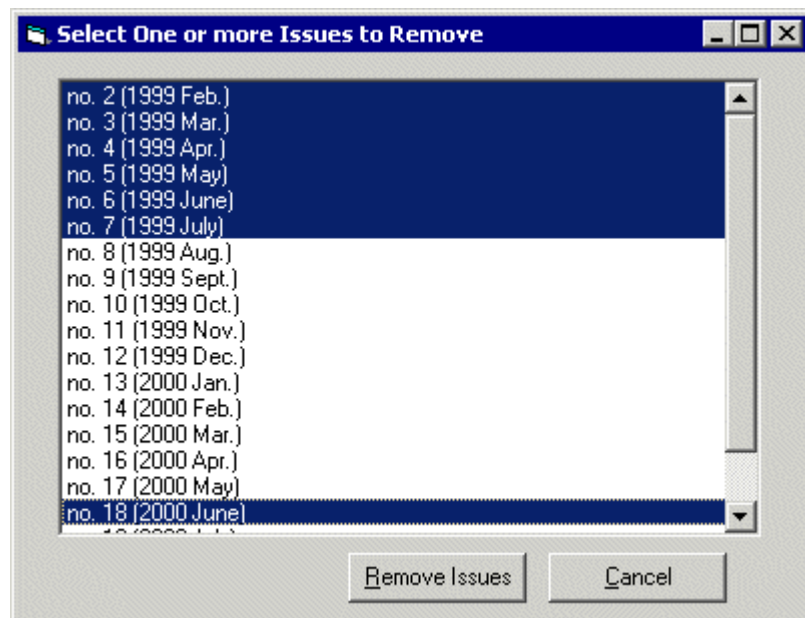 Select One or more Issues to Remove
no. 2 (1999 Feb.)
no. 3 (1999 Mar.)
no. 4 (1999 Apr.)
no. 5 (1999 May)
no. 6 (1999 June)
no. 7 (1999 July)
no. 8 (1999 Aug.)
no. 9 (1999 Sept.)
no. 10 (1999 Oct.)
no. 11 (1999 Nov.)
no. 12 (1999 Dec.)
no. 13 (2000 Jan.)
no. 14 (2000 Feb.)
no. 15 (2000 Mar.)
no. 16 (2000 Apr.)
no. 17 (2000 May)
no. 18 (2000 June)
Remove Issues Cancel